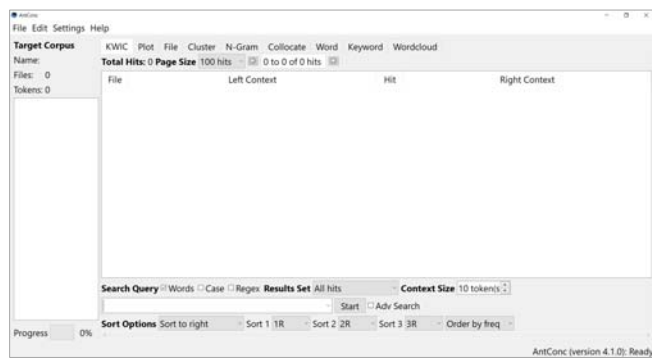 AntConc
File Edit Settings Help
Target Corpus
Name:
Files: 0
Tokens: 0
KWIC Plot File Cluster N-Gram Collocate Word Keyword Wordcloud
Total Hits: 0 Page Size 100 hits 0 to 0 of 0 hits
File Left Context Hit Right Context
Search Query Words Case Regex Results Set All hits Context Size 10 token(s)
Start Adv Search
Sort Options Sort to right Sort 1 1R Sort 2 2R Sort 3 3R Order by freq
Progress 0%
AntConc (version 4.1.0): Ready